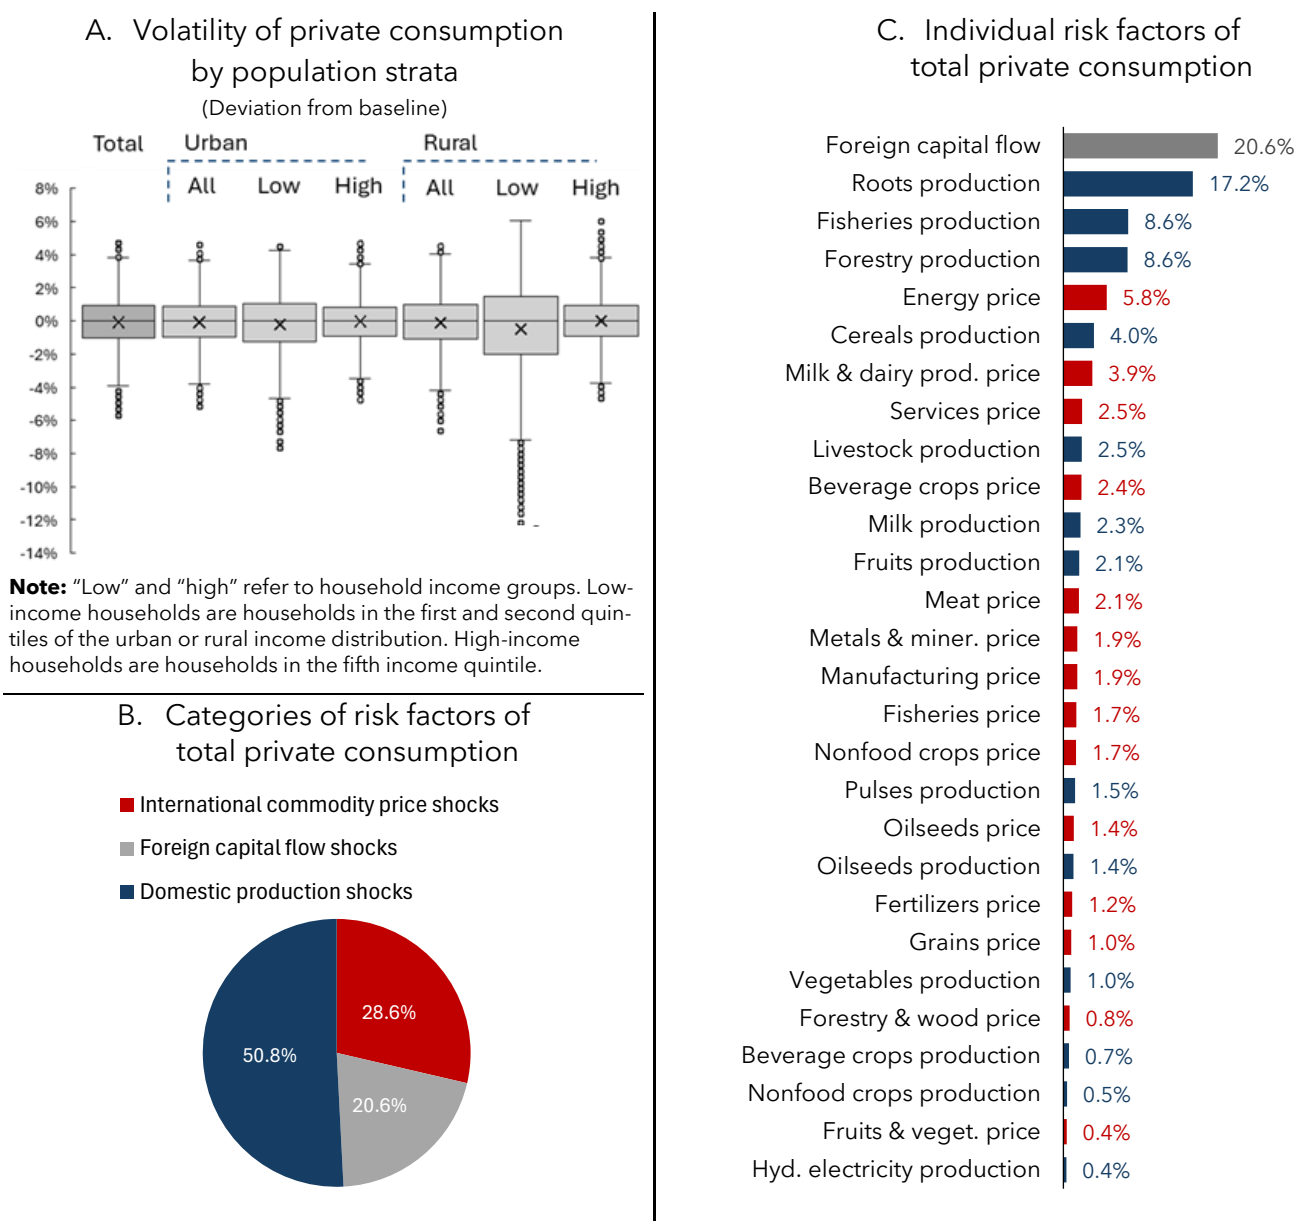 A. Volatility of private consumption
by population strata
(Deviation from baseline)
Total Urban Rural
All Low High All Low High
8%
6%
4%
2%
0%
-2%
-4%
-6%
-8%
-10%
-12%
-14%
Note: “Low” and “high” refer to household income groups. Low-
income households are households in the first and second quin-
tiles of the urban or rural income distribution. High-income
households are households in the fifth income quintile.
B. Categories of risk factors of
total private consumption
International commodity price shocks
Foreign capital flow shocks
Domestic production shocks
28.6%
50.8%
20.6%
C. Individual risk factors of
total private consumption
Foreign capital flow 20.6%
Roots production 17.2%
Fisheries production 8.6%
Forestry production 8.6%
Energy price 5.8%
Cereals production 4.0%
Milk & dairy prod. price 3.9%
Services price 2.5%
Livestock production 2.5%
Beverage crops price 2.4%
Milk production 2.3%
Fruits production 2.1%
Meat price 2.1%
Metals & miner. price 1.9%
Manufacturing price 1.9%
Fisheries price 1.7%
Nonfood crops price 1.7%
Pulses production 1.5%
Oilseeds price 1.4%
Oilseeds production 1.4%
Fertilizers price 1.2%
Grains price 1.0%
Vegetables production 1.0%
Forestry & wood price 0.8%
Beverage crops production 0.7%
Nonfood crops production 0.5%
Fruits & veget. price 0.4%
Hyd. electricity production 0.4%